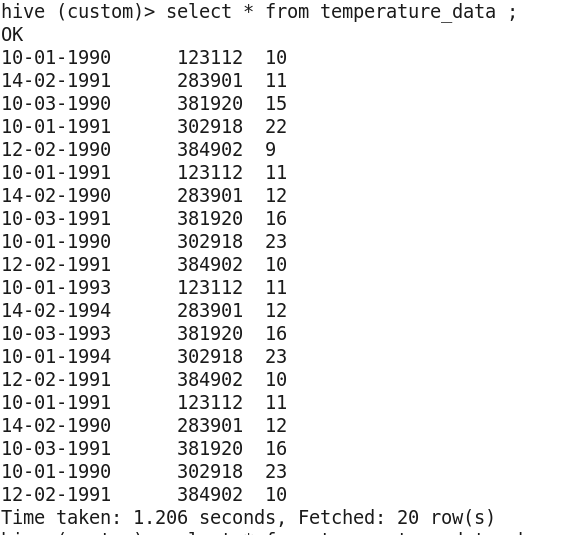 hive (custom)> select * from temperature_data ;
OK
10-01-1990 123112 10
14-02-1991 283901 11
10-03-1990 381920 15
10-01-1991 302918 22
12-02-1990 384902 9
10-01-1991 123112 11
14-02-1990 283901 12
10-03-1991 381920 16
10-01-1990 302918 23
12-02-1991 384902 10
10-01-1993 123112 11
14-02-1994 283901 12
10-03-1993 381920 16
10-01-1994 302918 23
12-02-1991 384902 10
10-01-1991 123112 11
14-02-1990 283901 12
10-03-1991 381920 16
10-01-1990 302918 23
12-02-1991 384902 10
Time taken: 1.206 seconds, Fetched: 20 row(s)